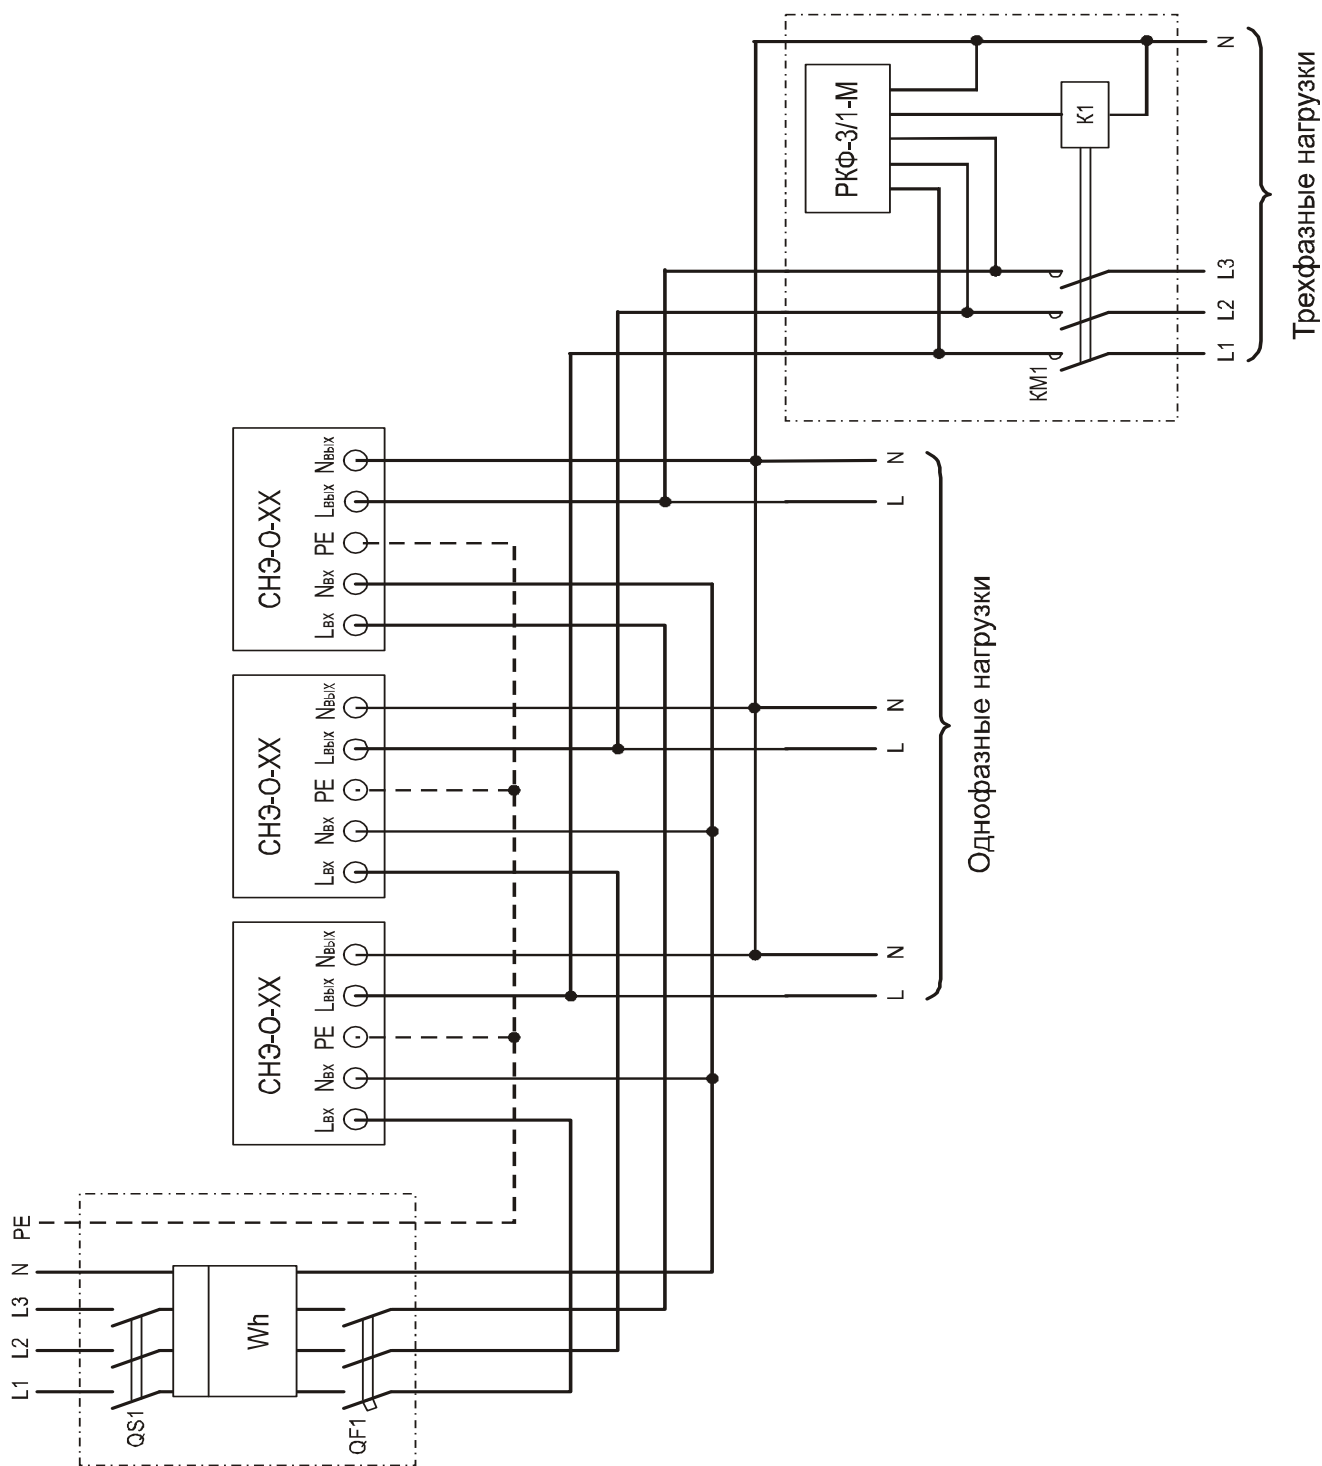 L1
L2
L3
N
PE
QS1
Wh
QF1
СНЭ-О-ХХ
Lвх
Nвх
PE
Lвых
Nвых
СНЭ-О-ХХ
Lвх
Nвх
PE
Lвых
Nвых
СНЭ-О-ХХ
Lвх
Nвх
PE
Lвых
Nвых
L
N
L
N
L
N
Однофазные нагрузки
РКФ-3/1-М
К1
КМ1
L1
L2
L3
N
Трехфазные нагрузки